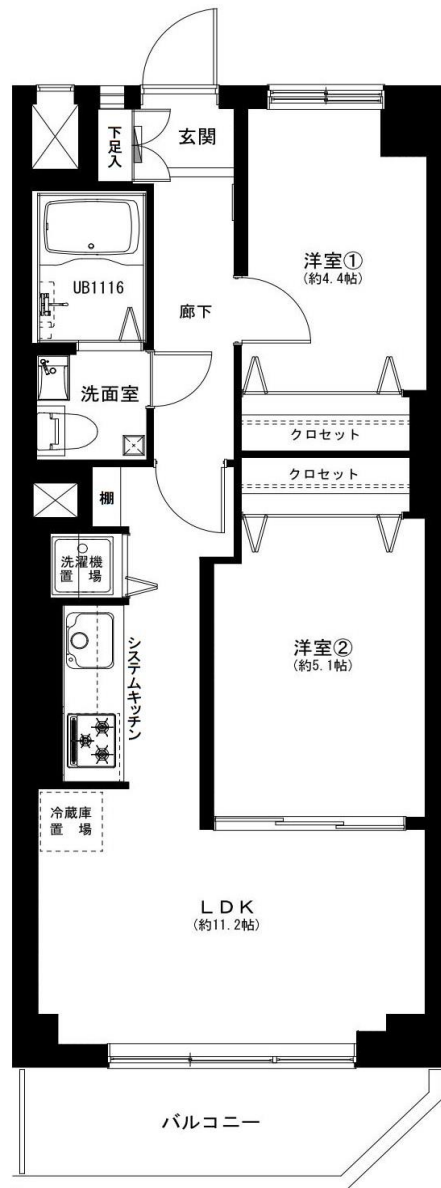 玄関
下足入
洋室①
(約4.4帖)
UB1116
廊下
洗面室
クロセット
クロセット
棚
洗濯機
置場
洋室②
(約5.1帖)
システムキッチン
冷蔵庫
置場
LDK
(約11.2帖)
バルコニー